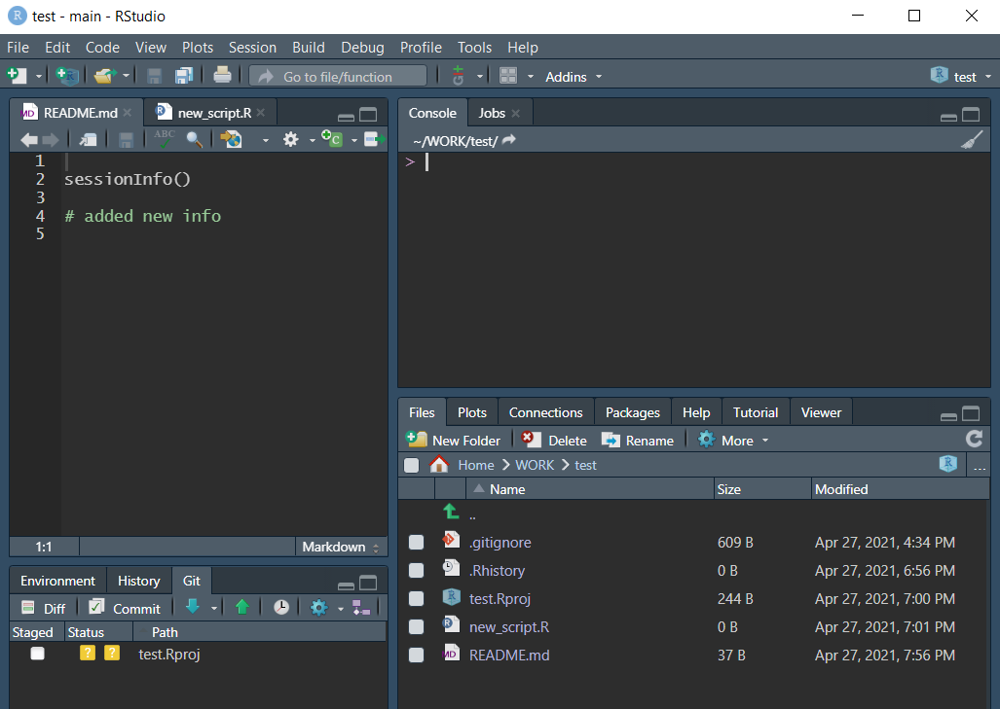 test - main - RStudio
File Edit Code View Plots Session Build Debug Profile Tools Help
Go to file/function Addins test
README.md new_script.R
ABC
1
2 sessionInfo()
3
4 # added new info
5
1:1 Markdown
Console Jobs
~/WORK/test/
>
Environment History Git
Diff Commit
Staged Status Path
? ? test.Rproj
Files Plots Connections Packages Help Tutorial Viewer
New Folder Delete Rename More
Home WORK test ...
Name Size Modified
..
.gitignore 609 B Apr 27, 2021, 4:34 PM
.Rhistory 0 B Apr 27, 2021, 6:56 PM
test.Rproj 244 B Apr 27, 2021, 7:00 PM
new_script.R 0 B Apr 27, 2021, 7:01 PM
README.md 37 B Apr 27, 2021, 7:56 PM